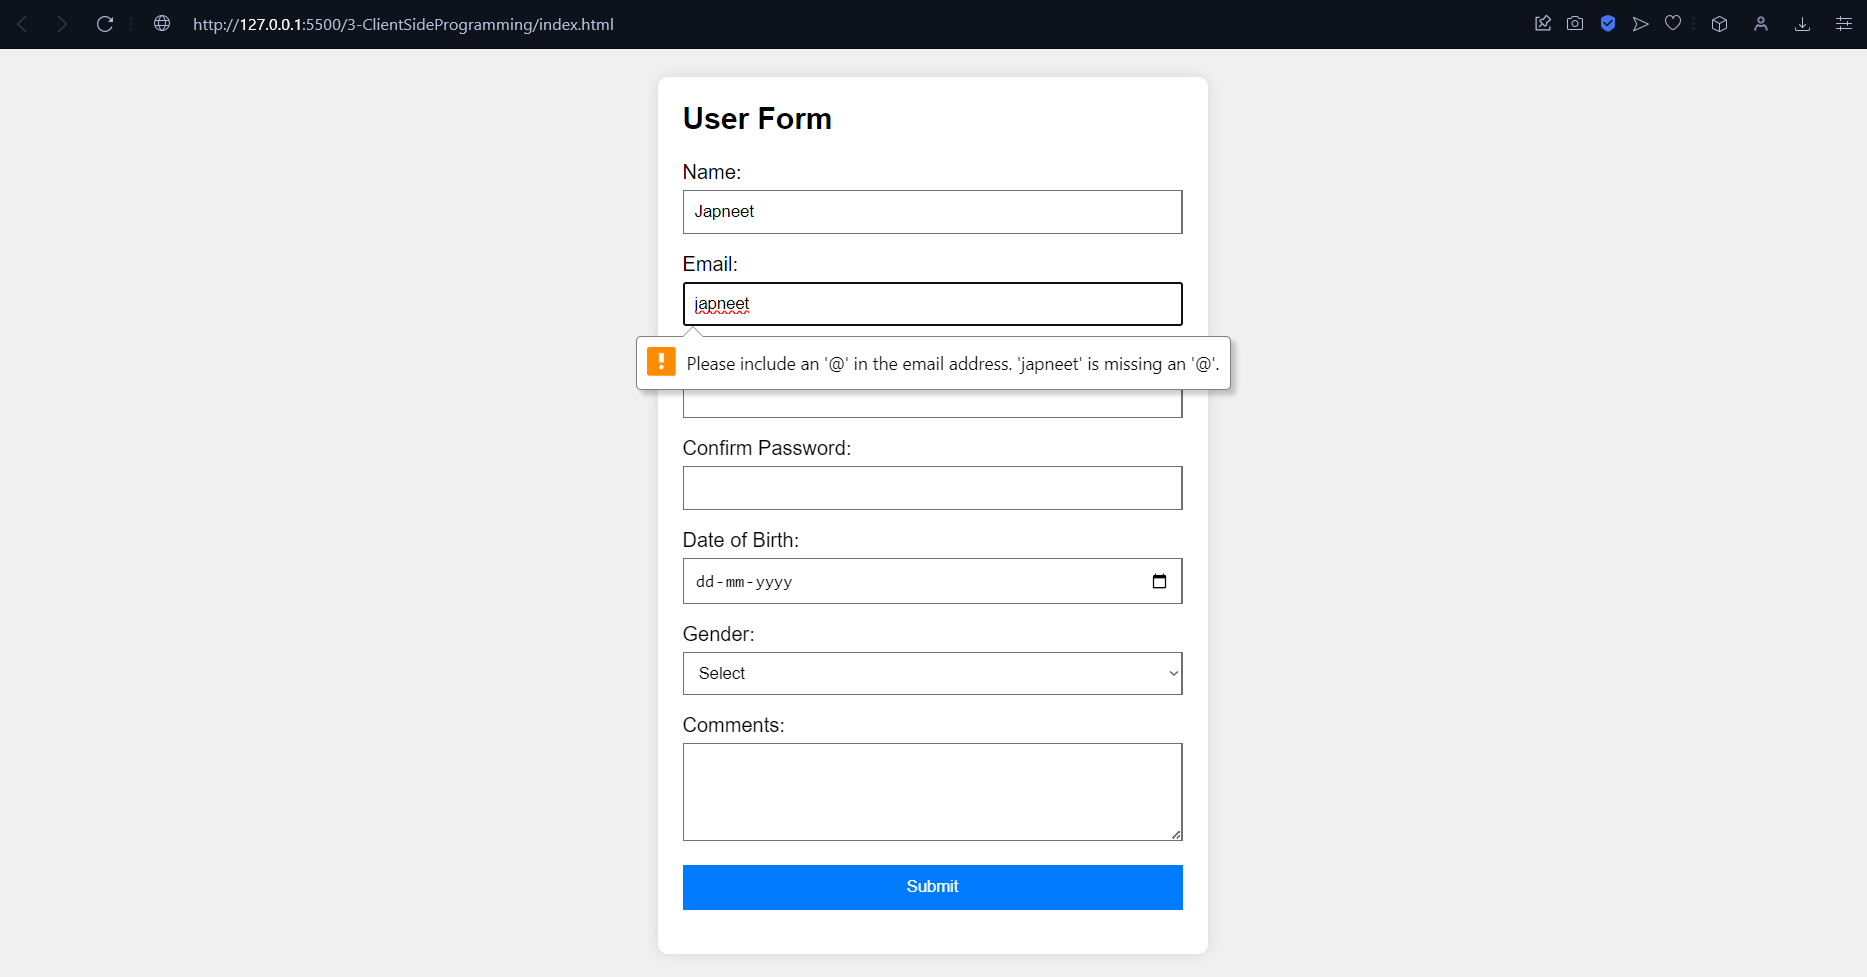 http://127.0.0.1:5500/3-ClientSideProgramming/index.html
User Form
Name:
Japneet
Email:
japneet
Please include an '@' in the email address. 'japneet' is missing an '@'.
Confirm Password:
Date of Birth:
dd-mm-yyyy
Gender:
Select
Comments:
Submit